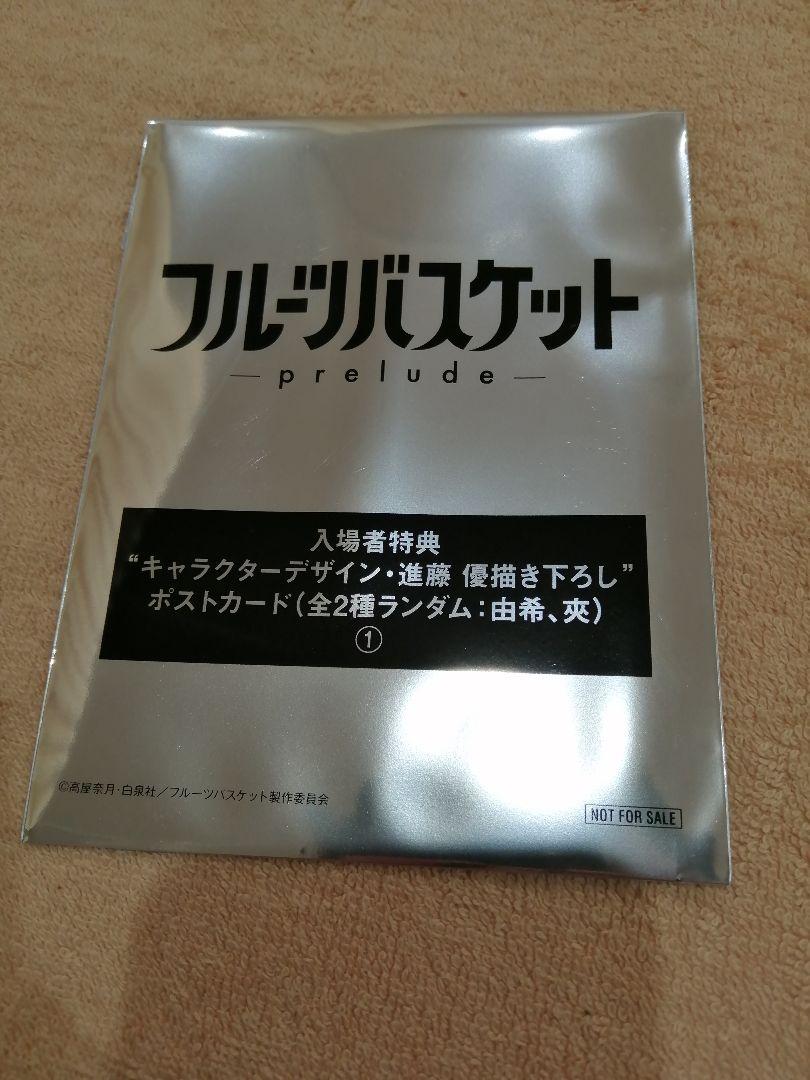 フルーツバスケット
— prelude —
入場者特典
“キャラクターデザイン・進藤 優描き下ろし”
ポストカード(全2種ランダム:由希、夾)
①
©高屋奈月・白泉社／フルーツバスケット製作委員会
NOT FOR SALE